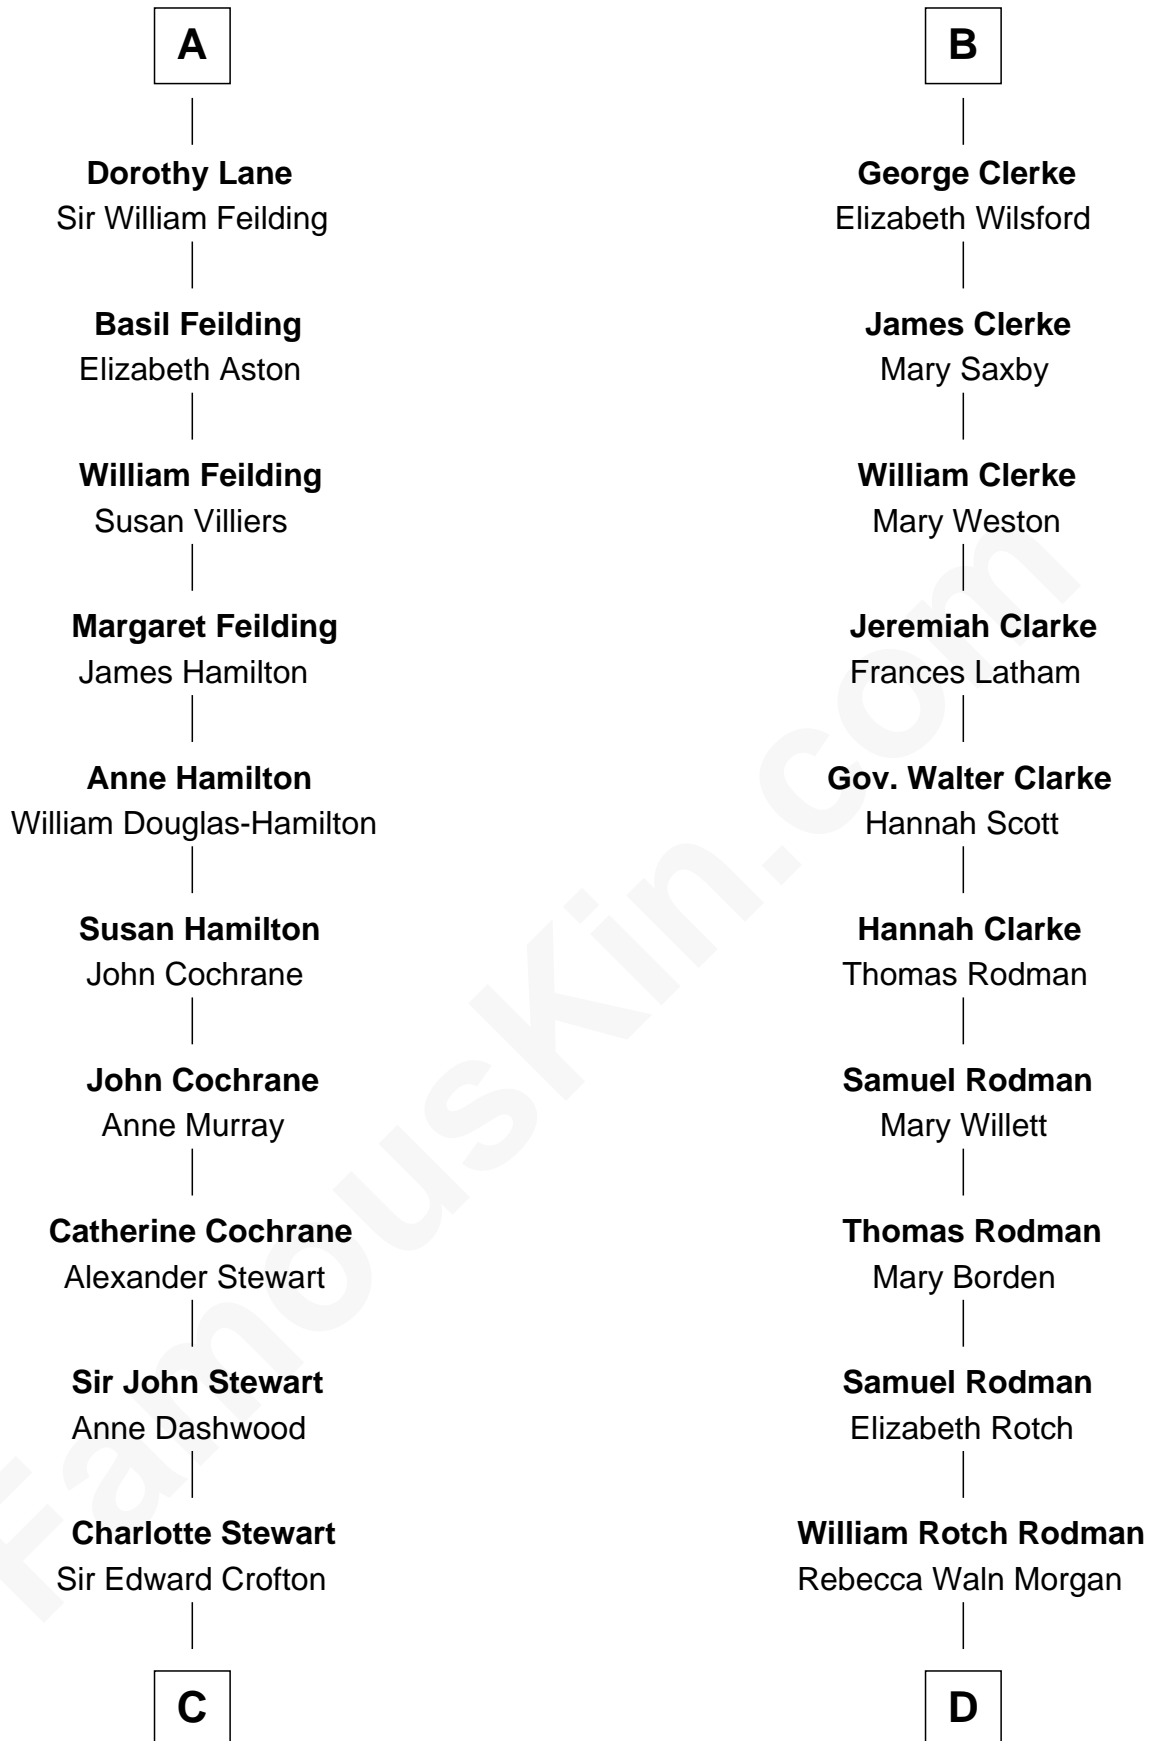 A
Dorothy Lane
Sir William Feilding
Basil Feilding
Elizabeth Aston
William Feilding
Susan Villiers
Margaret Feilding
James Hamilton
Anne Hamilton
William Douglas-Hamilton
Susan Hamilton
John Cochrane
John Cochrane
Anne Murray
Catherine Cochrane
Alexander Stewart
Sir John Stewart
Anne Dashwood
Charlotte Stewart
Sir Edward Crofton
C
B
George Clerke
Elizabeth Wilsford
James Clerke
Mary Saxby
William Clerke
Mary Weston
Jeremiah Clarke
Frances Latham
Gov. Walter Clarke
Hannah Scott
Hannah Clarke
Thomas Rodman
Samuel Rodman
Mary Willett
Thomas Rodman
Mary Borden
Samuel Rodman
Elizabeth Rotch
William Rotch Rodman
Rebecca Waln Morgan
D
FamousKin.com